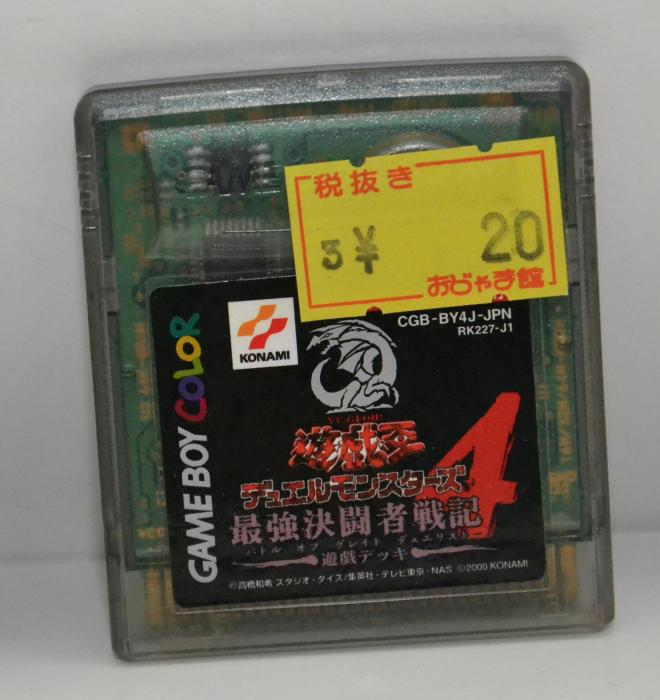 税抜き
3¥ 20
おじゃま館
CGB-BY4J-JPN
RK227-J1
KONAMI
GAME BOY COLOR
YU-GI-OH!
遊戯王
デュエルモンスターズ4
最強決闘者戦記
バトル オブ グレイト デュエリスト
遊戯デッキ
©高橋和希 スタジオ・ダイス/集英社・テレビ東京・NAS ©2000 KONAMI